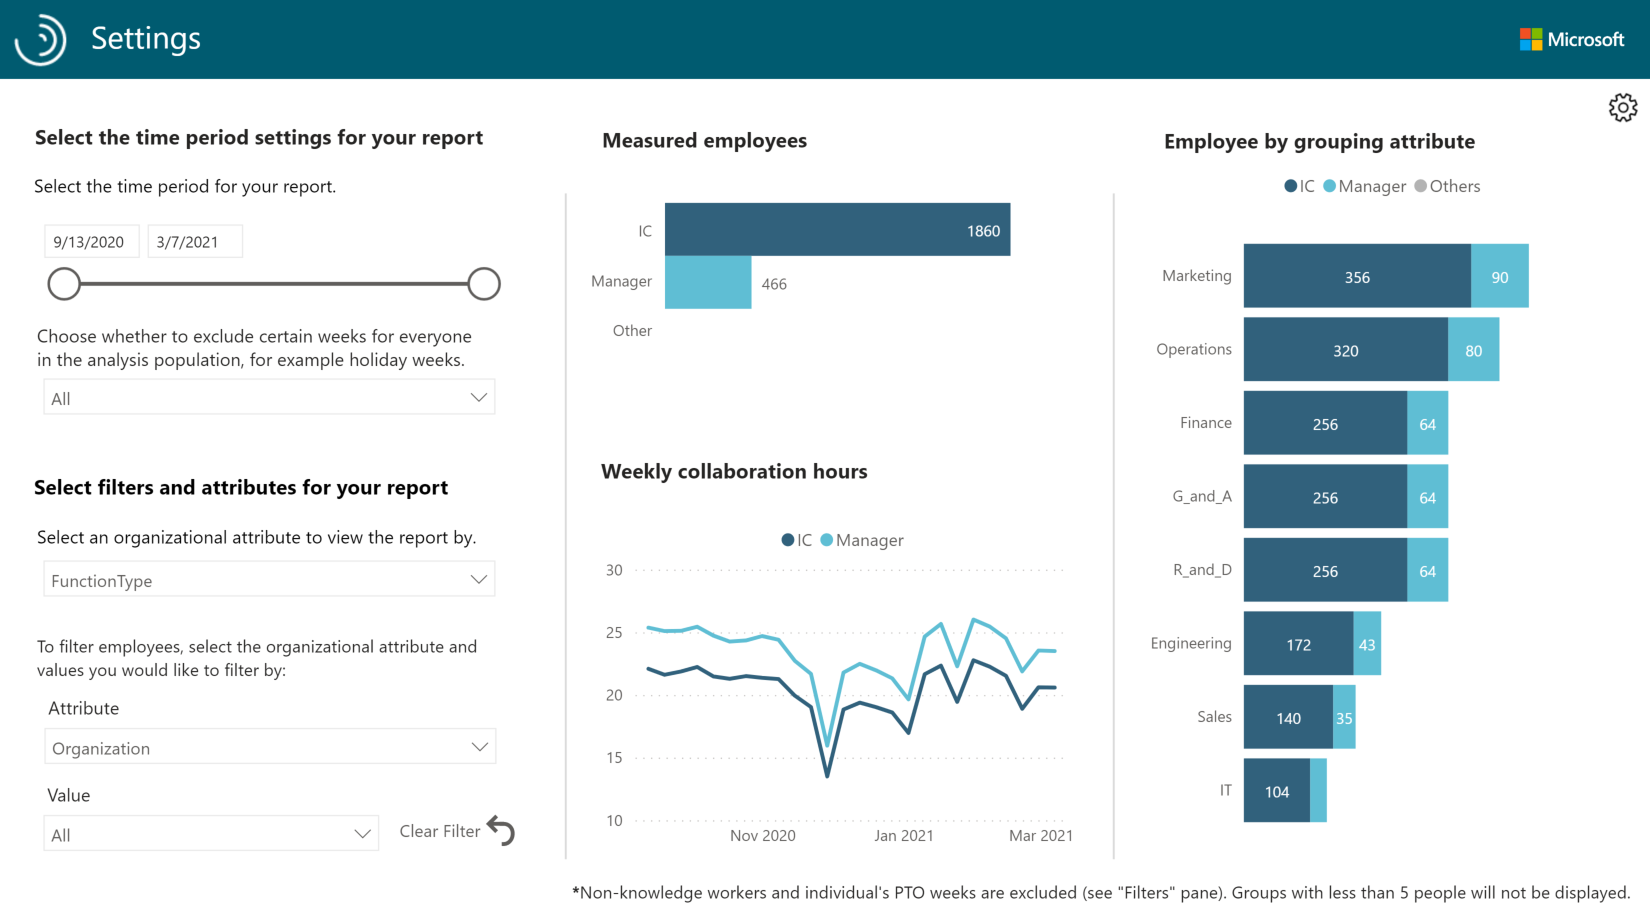 Settings
Microsoft
Select the time period settings for your report
Select the time period for your report.
9/13/2020
3/7/2021
Choose whether to exclude certain weeks for everyone
in the analysis population, for example holiday weeks.
All
Select filters and attributes for your report
Select an organizational attribute to view the report by.
FunctionType
To filter employees, select the organizational attribute and
values you would like to filter by:
Attribute
Organization
Value
All
Clear Filter
Measured employees
IC
1860
Manager
466
Other
Weekly collaboration hours
IC Manager
30
25
20
15
10
Nov 2020
Jan 2021
Mar 2021
Employee by grouping attribute
IC Manager Others
Marketing 356 90
Operations 320 80
Finance 256 64
G_and_A 256 64
R_and_D 256 64
Engineering 172 43
Sales 140 35
IT 104
*Non-knowledge workers and individual's PTO weeks are excluded (see "Filters" pane). Groups with less than 5 people will not be displayed.